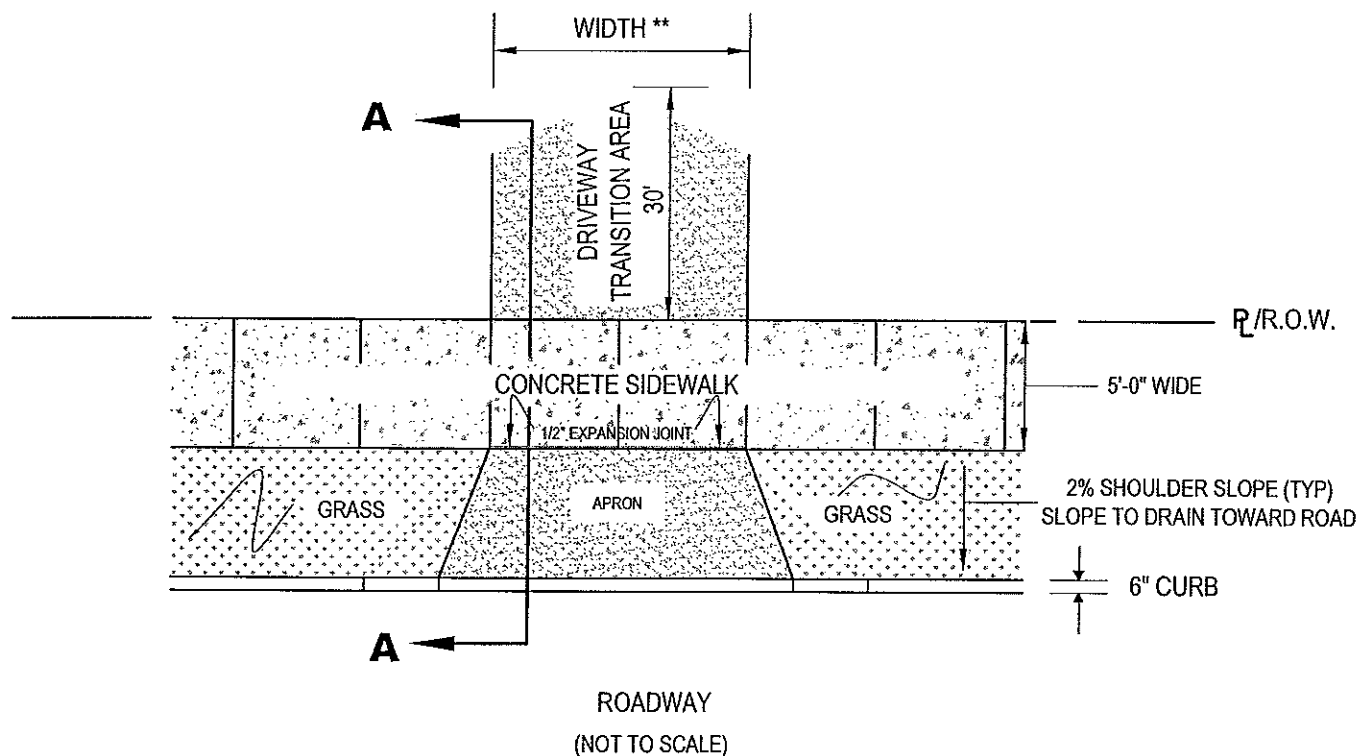 WIDTH **
A
DRIVEWAY
TRANSITION AREA
30'
℄/R.O.W.
CONCRETE SIDEWALK
1/2" EXPANSION JOINT
5'-0" WIDE
GRASS
APRON
GRASS
2% SHOULDER SLOPE (TYP)
SLOPE TO DRAIN TOWARD ROAD
6" CURB
A
ROADWAY
(NOT TO SCALE)